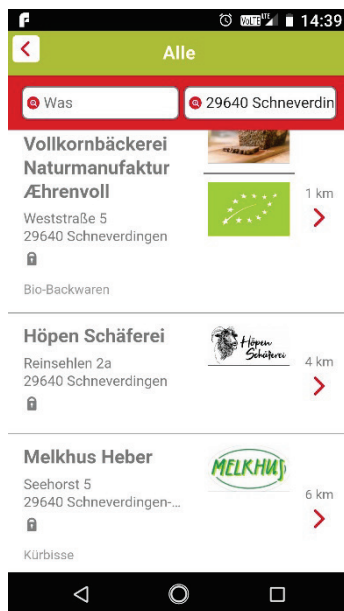 14:39
Alle
Was
29640 Schneverdin
Vollkornbäckerei
Naturmanufaktur
Æhrenvoll
Weststraße 5
29640 Schneverdingen
1 km
Bio-Backwaren
Höpen Schäferei
Höpen
Schäferei
Reinsehlen 2a
29640 Schneverdingen
4 km
Melkhus Heber
MELKHUS
Seehorst 5
29640 Schneverdingen-...
6 km
Kürbisse